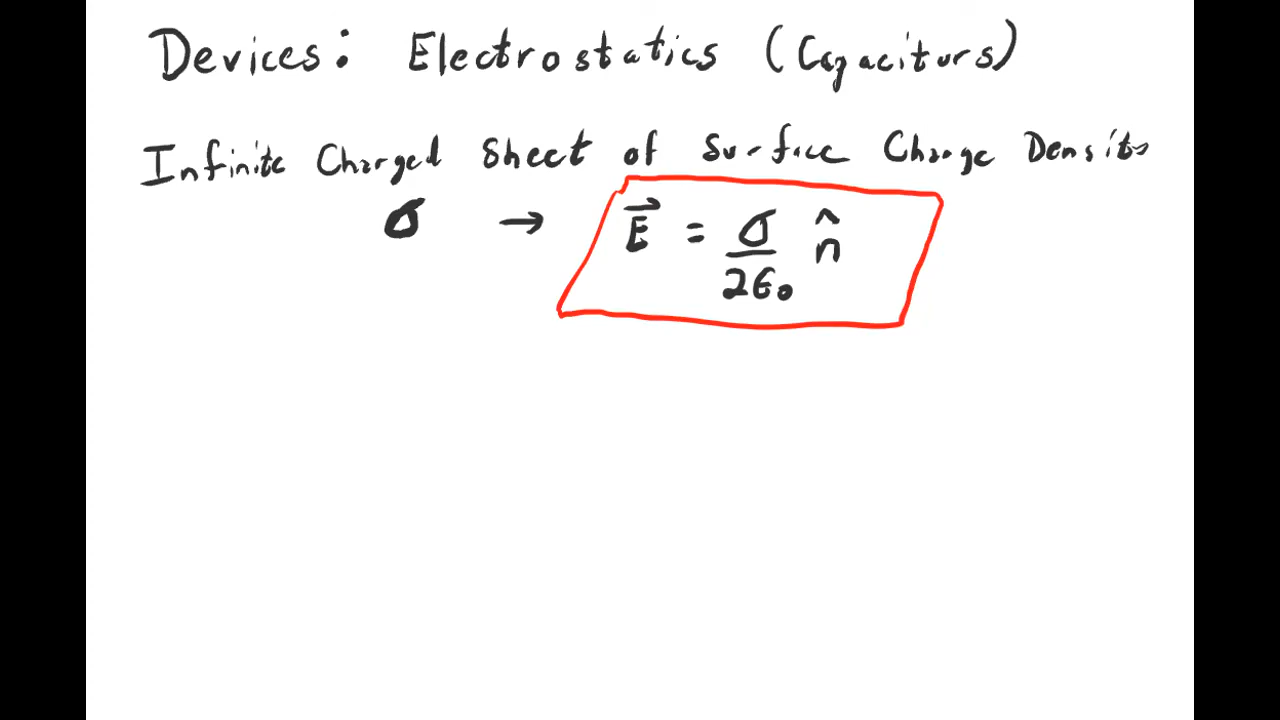 Devices: Electrostatics (Capacitors)
Infinite Charged Sheet of Surface Charge Density
σ → E⃗ = σ/2ϵ₀ n̂